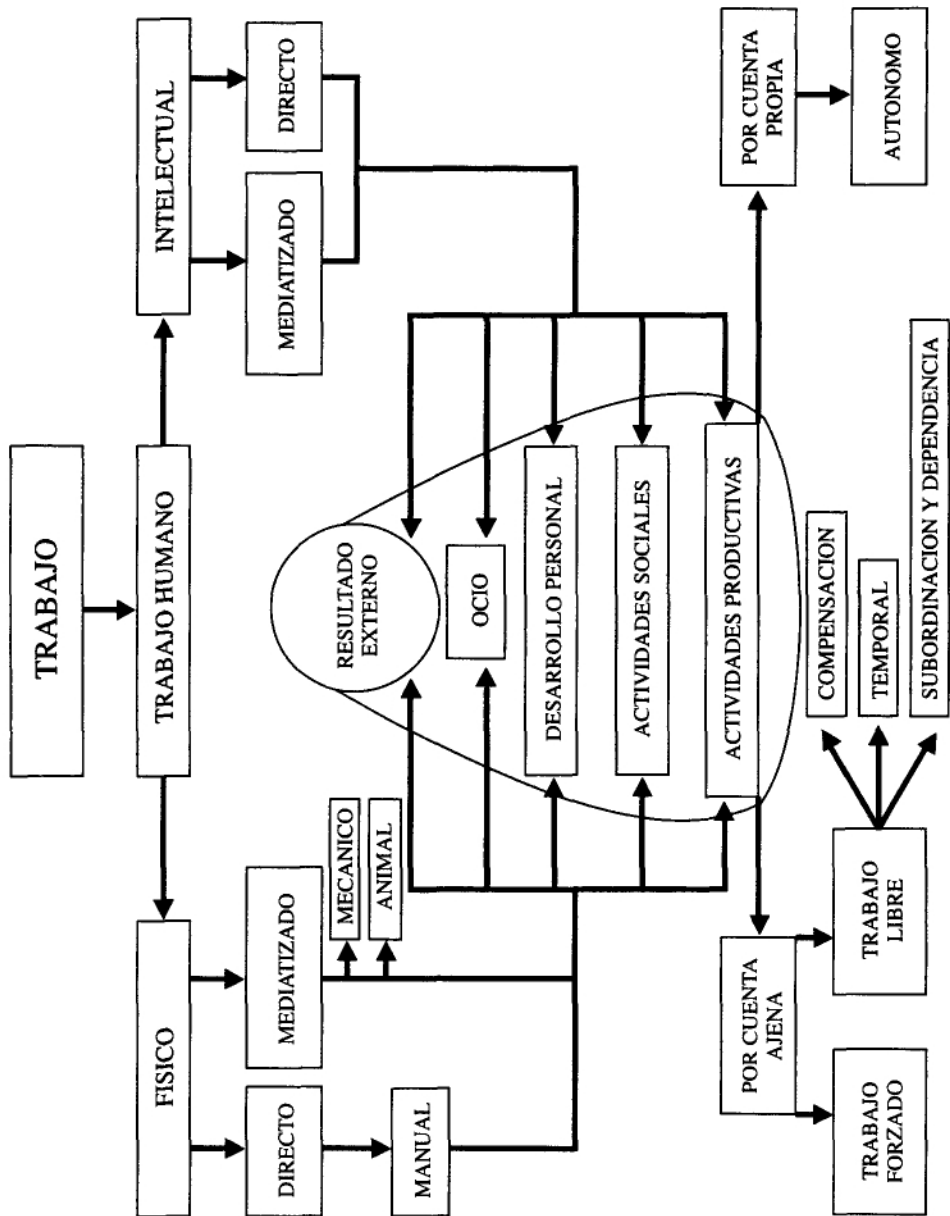 TRABAJO
TRABAJO HUMANO
FISICO
INTELECTUAL
DIRECTO
MEDIATIZADO
MEDIATIZADO
DIRECTO
MANUAL
MECANICO
ANIMAL
RESULTADO
EXTERNO
OCIO
DESARROLLO PERSONAL
ACTIVIDADES SOCIALES
ACTIVIDADES PRODUCTIVAS
POR CUENTA
AJENA
POR CUENTA
PROPIA
TRABAJO
FORZADO
TRABAJO
LIBRE
COMPENSACION
TEMPORAL
SUBORDINACION Y DEPENDENCIA
AUTONOMO